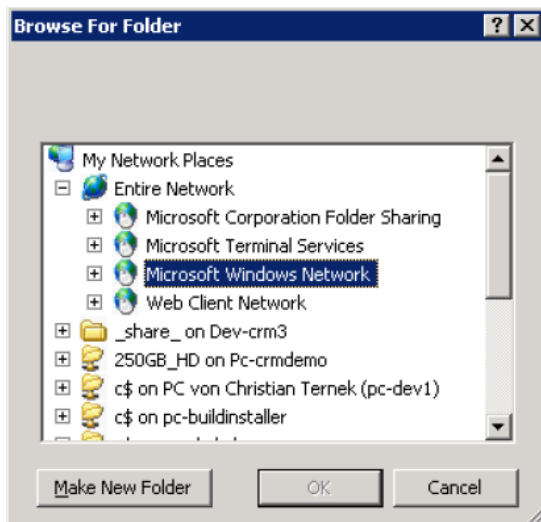 Browse For Folder
My Network Places
Entire Network
Microsoft Corporation Folder Sharing
Microsoft Terminal Services
Microsoft Windows Network
Web Client Network
_share_ on Dev-crm3
250GB_HD on Pc-crmdemo
c$ on PC von Christian Ternek (pc-dev1)
c$ on pc-buildinstaller
Make New Folder OK Cancel